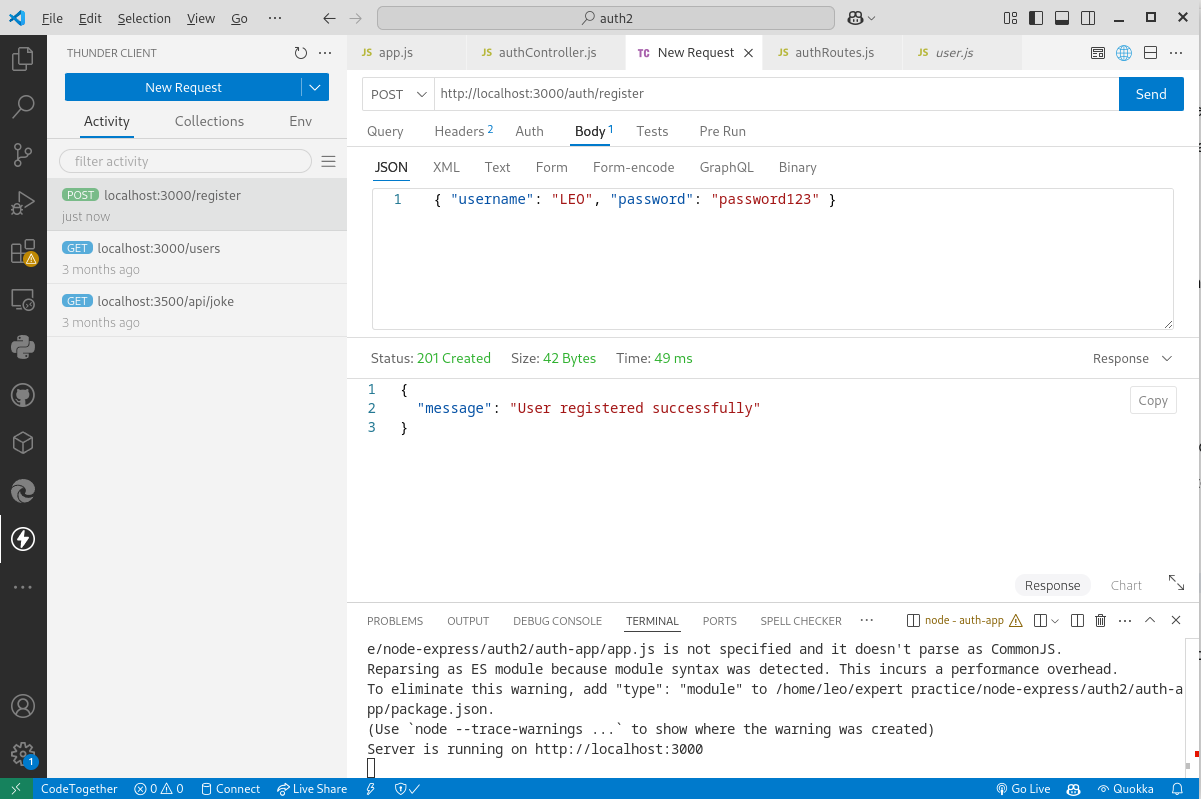 File Edit Selection View Go ··· auth2
THUNDER CLIENT
New Request
Activity Collections Env
filter activity
POST localhost:3000/register
just now
GET localhost:3000/users
3 months ago
GET localhost:3500/api/joke
3 months ago
JS app.js JS authController.js TC New Request JS authRoutes.js JS user.js
POST http://localhost:3000/auth/register Send
Query Headers 2 Auth Body 1 Tests Pre Run
JSON XML Text Form Form-encode GraphQL Binary
1 { "username": "LEO", "password": "password123" }
Status: 201 Created Size: 42 Bytes Time: 49 ms Response
1 {
2 "message": "User registered successfully"
3 }
Copy
Response Chart
PROBLEMS OUTPUT DEBUG CONSOLE TERMINAL PORTS SPELL CHECKER ··· node - auth-app
e/node-express/auth2/auth-app/app.js is not specified and it doesn't parse as CommonJS.
Reparsing as ES module because module syntax was detected. This incurs a performance overhead.
To eliminate this warning, add "type": "module" to /home/leo/expert practice/node-express/auth2/auth-a
pp/package.json.
(Use `node --trace-warnings ...` to show where the warning was created)
Server is running on http://localhost:3000
1
CodeTogether 0 0 Connect Live Share Go Live Quokka